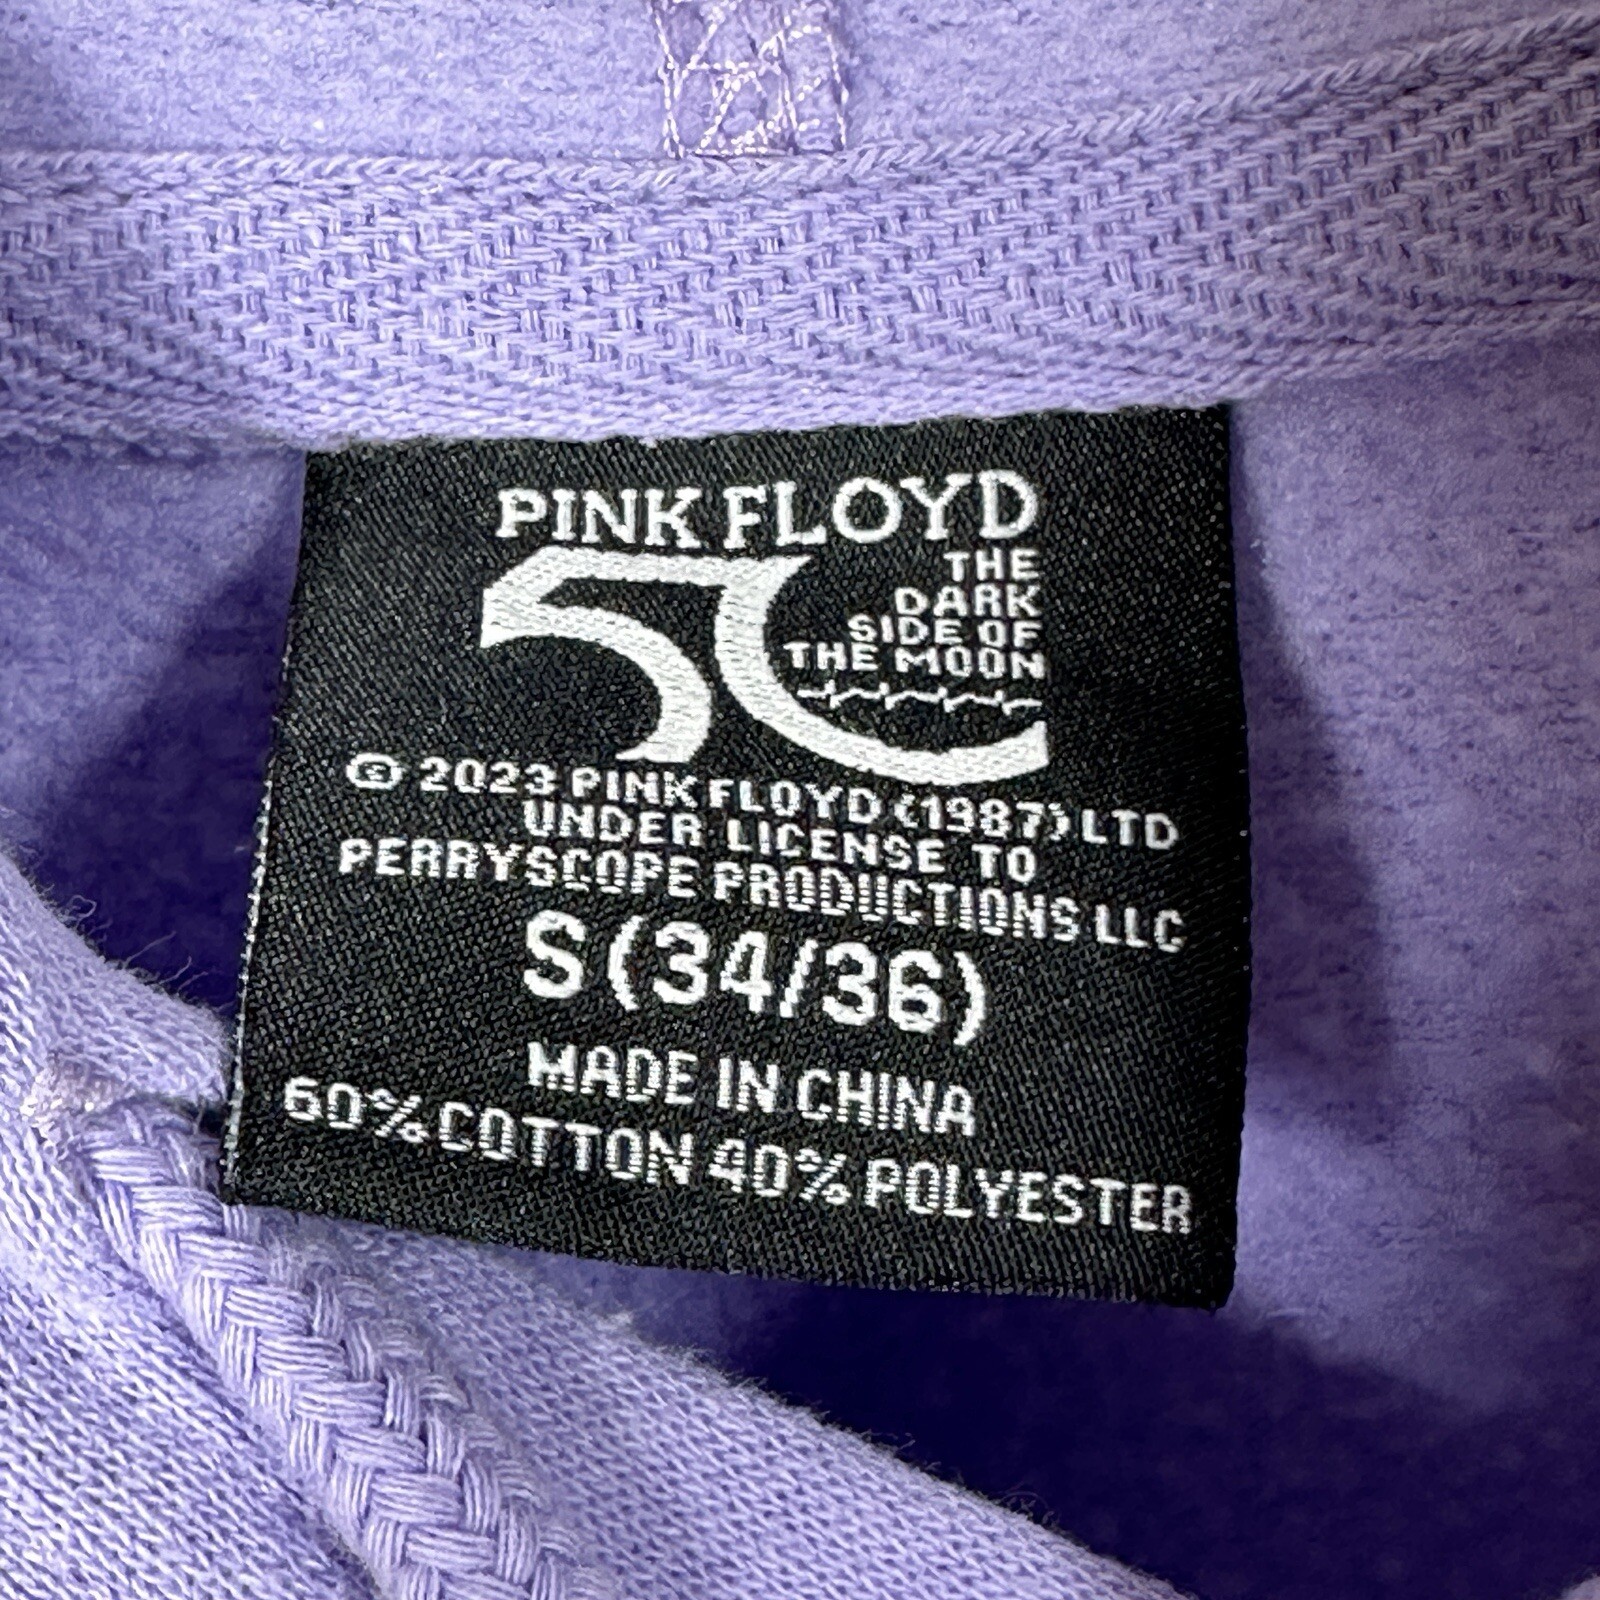 PINK FLOYD
50
THE
DARK
SIDE OF
THE MOON
© 2023 PINK FLOYD (1987) LTD
UNDER LICENSE TO
PERRYSCOPE PRODUCTIONS LLC
S (34/36)
MADE IN CHINA
60% COTTON 40% POLYESTER